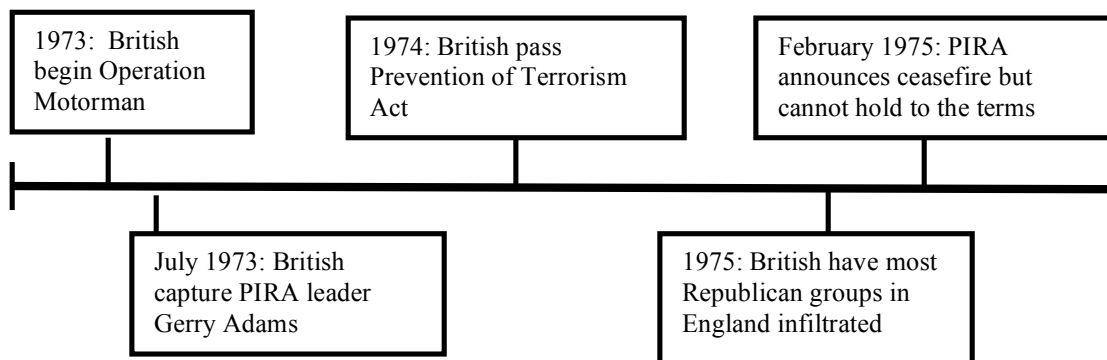 1973: British
begin Operation
Motorman
1974: British pass
Prevention of Terrorism
Act
February 1975: PIRA
announces ceasefire but
cannot hold to the terms
July 1973: British
capture PIRA leader
Gerry Adams
1975: British have most
Republican groups in
England infiltrated